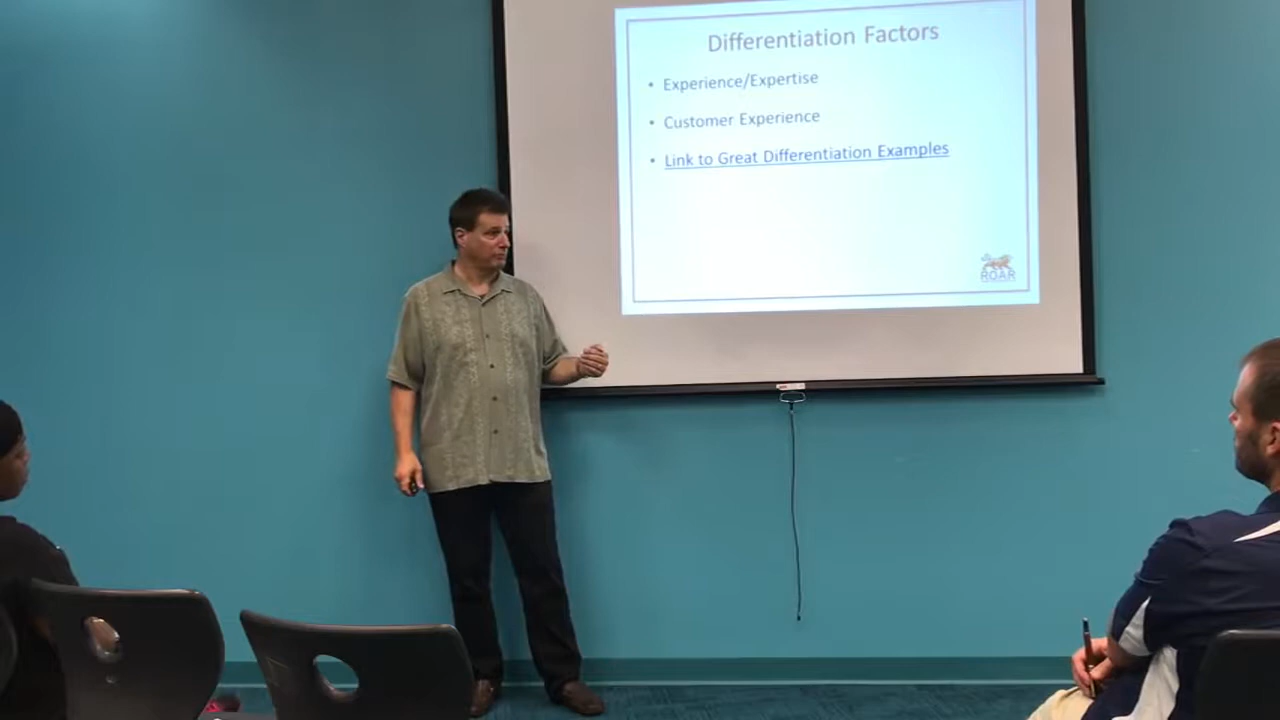 Differentiation Factors
• Experience/Expertise
• Customer Experience
• Link to Great Differentiation Examples
ROAR